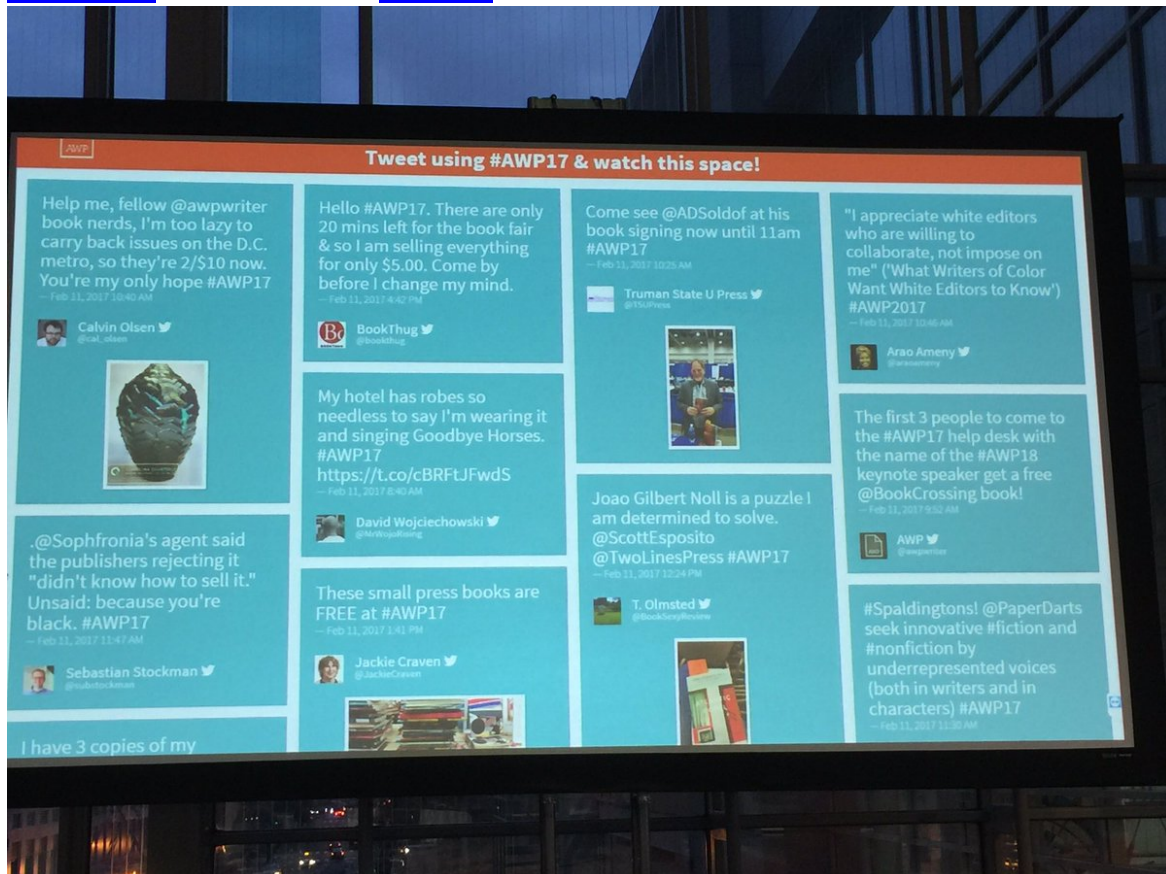 AWP
Tweet using #AWP17 & watch this space!
Help me, fellow @awpwriter
book nerds, I'm too lazy to
carry back issues on the D.C.
metro, so they're 2/$10 now.
You're my only hope #AWP17
— Feb 11, 2017 10:40 AM
Calvin Olsen
@cal_olsen
.@Sophfronia's agent said
the publishers rejecting it
"didn't know how to sell it."
Unsaid: because you're
black. #AWP17
— Feb 11, 2017 11:47 AM
Sebastian Stockman
@substockman
I have 3 copies of my
Hello #AWP17. There are only
20 mins left for the book fair
& so I am selling everything
for only $5.00. Come by
before I change my mind.
— Feb 11, 2017 4:42 PM
BookThug
@bookthug
My hotel has robes so
needless to say I'm wearing it
and singing Goodbye Horses.
#AWP17
https://t.co/cBRFtJFwdS
— Feb 11, 2017 8:40 AM
David Wojciechowski
@MrWojoRising
These small press books are
FREE at #AWP17
— Feb 11, 2017 1:41 PM
Jackie Craven
@JackieCraven
Come see @ADSoldof at his
book signing now until 11am
#AWP17
— Feb 11, 2017 10:25 AM
Truman State U Press
@TSUPress
Joao Gilbert Noll is a puzzle I
am determined to solve.
@ScottEsposito
@TwoLinesPress #AWP17
— Feb 11, 2017 12:24 PM
T. Olmsted
@BookSexyReview
"I appreciate white editors
who are willing to
collaborate, not impose on
me" ('What Writers of Color
Want White Editors to Know')
#AWP2017
— Feb 11, 2017 10:46 AM
Arao Ameny
@araoameny
The first 3 people to come to
the #AWP17 help desk with
the name of the #AWP18
keynote speaker get a free
@BookCrossing book!
— Feb 11, 2017 9:52 AM
AWP
@awpwriter
#Spaldingtons! @PaperDarts
seek innovative #fiction and
#nonfiction by
underrepresented voices
(both in writers and in
characters) #AWP17
— Feb 11, 2017 11:30 AM